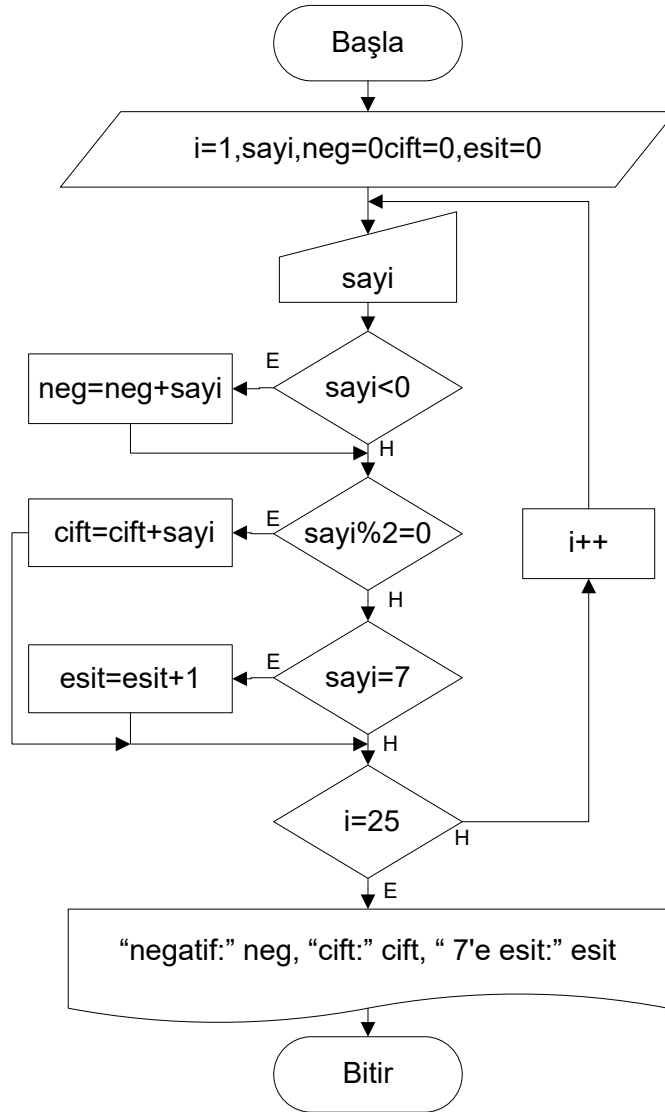 Başla
i=1,sayi,neg=0cift=0,esit=0
sayi
E
sayi<0
neg=neg+sayi
H
E
sayi%2=0
cift=cift+sayi
i++
H
E
sayi=7
esit=esit+1
H
i=25
H
E
“negatif:” neg, “cift:” cift, “ 7'e esit:” esit
Bitir